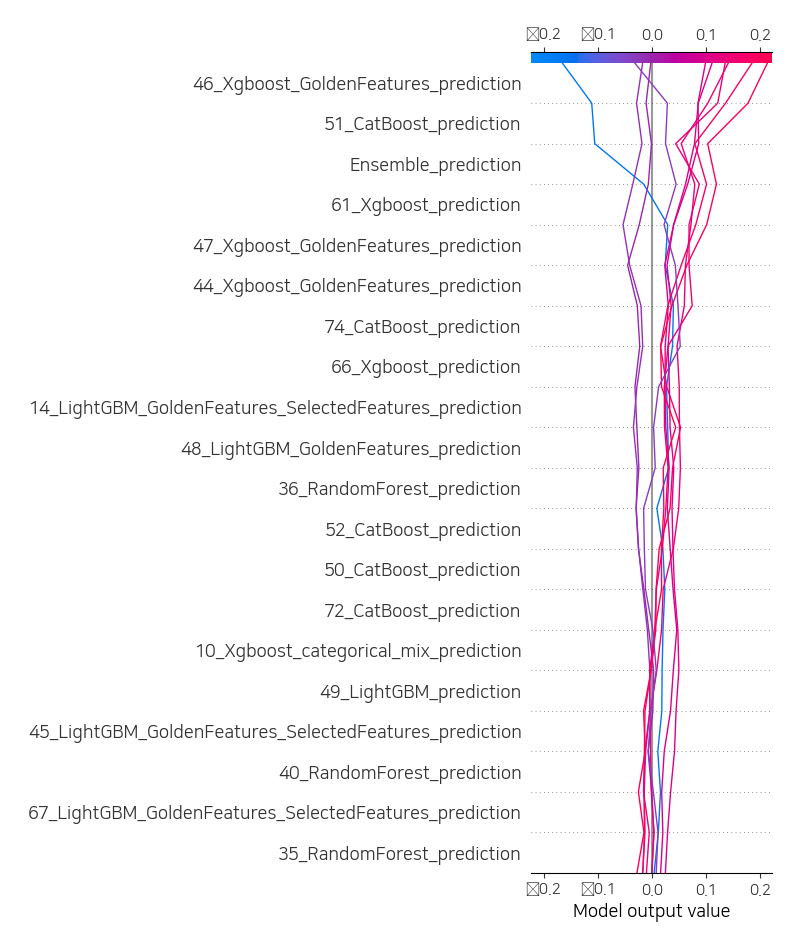 0.2 0.1 0.0 0.1 0.2
46_Xgboost_GoldenFeatures_prediction
51_CatBoost_prediction
Ensemble_prediction
61_Xgboost_prediction
47_Xgboost_GoldenFeatures_prediction
44_Xgboost_GoldenFeatures_prediction
74_CatBoost_prediction
66_Xgboost_prediction
14_LightGBM_GoldenFeatures_SelectedFeatures_prediction
48_LightGBM_GoldenFeatures_prediction
36_RandomForest_prediction
52_CatBoost_prediction
50_CatBoost_prediction
72_CatBoost_prediction
10_Xgboost_categorical_mix_prediction
49_LightGBM_prediction
45_LightGBM_GoldenFeatures_SelectedFeatures_prediction
40_RandomForest_prediction
67_LightGBM_GoldenFeatures_SelectedFeatures_prediction
35_RandomForest_prediction
0.2 0.1 0.0 0.1 0.2
Model output value